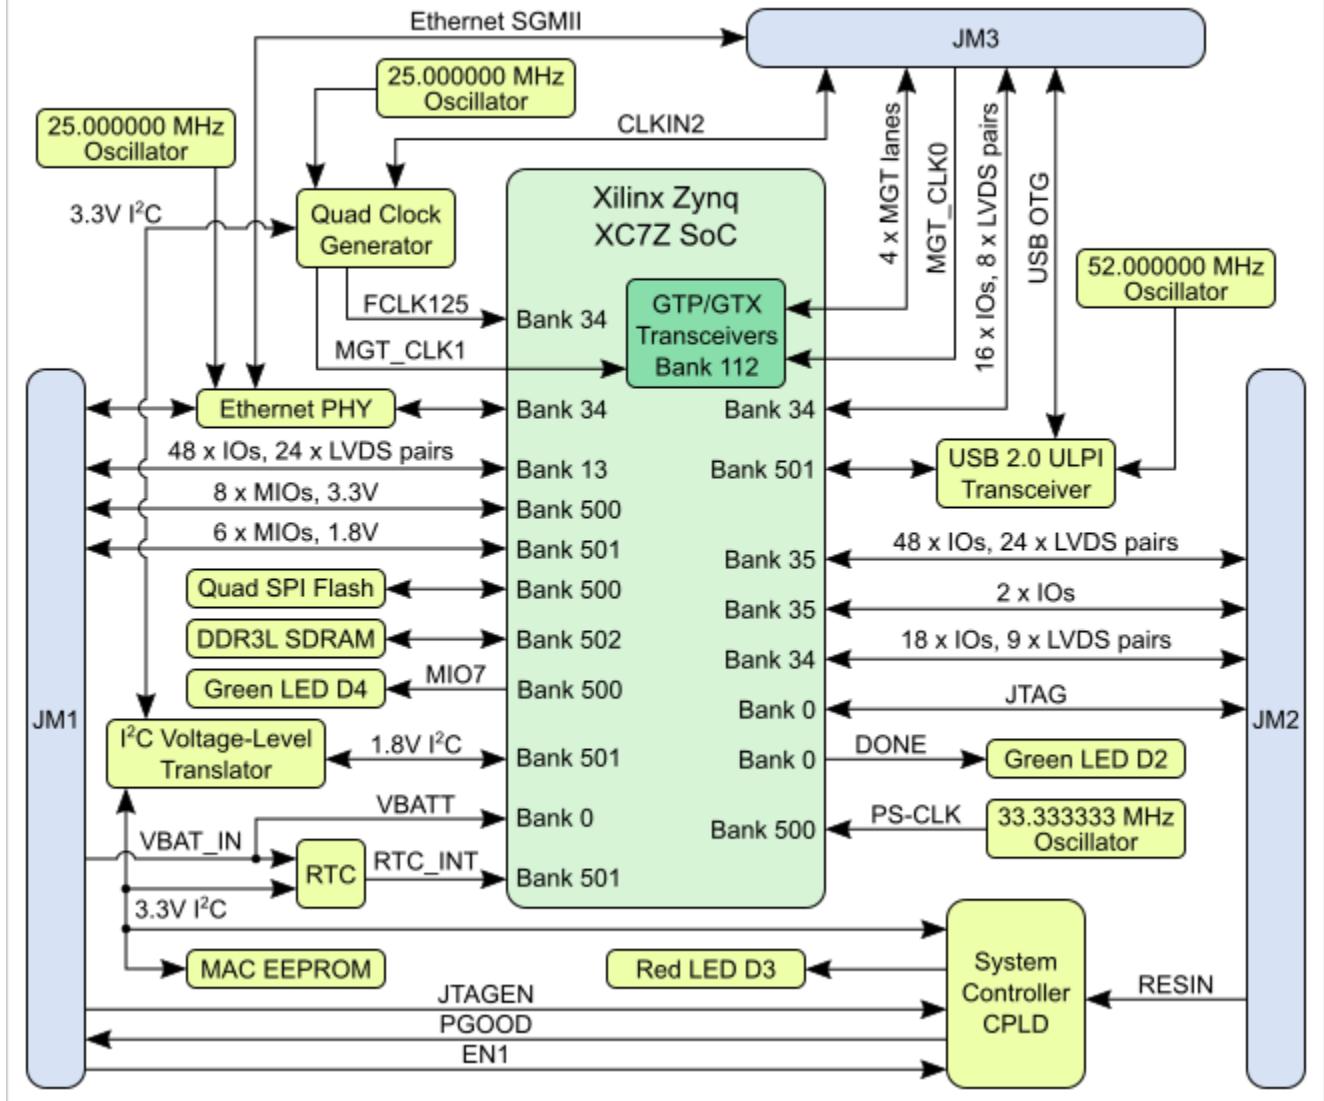 Ethernet SGMII
JM3
25.000000 MHz
Oscillator
25.000000 MHz
Oscillator
CLKIN2
4 x MGT lanes
MGT_CLK0
16 x IOs, 8 x LVDS pairs
USB OTG
Xilinx Zynq
XC7Z SoC
3.3V I²C
Quad Clock
Generator
52.000000 MHz
Oscillator
FCLK125
Bank 34
GTP/GTX
Transceivers
Bank 112
MGT_CLK1
Ethernet PHY
Bank 34
Bank 34
48 x IOs, 24 x LVDS pairs
Bank 13
Bank 501
USB 2.0 ULPI
Transceiver
8 x MIOs, 3.3V
Bank 500
6 x MIOs, 1.8V
Bank 501
Bank 35
48 x IOs, 24 x LVDS pairs
Quad SPI Flash
Bank 500
Bank 35
2 x IOs
DDR3L SDRAM
Bank 502
Bank 34
18 x IOs, 9 x LVDS pairs
Green LED D4
MIO7
Bank 500
Bank 0
JTAG
JM1
JM2
I²C Voltage-Level
Translator
1.8V I²C
Bank 501
Bank 0
DONE
Green LED D2
VBATT
Bank 0
Bank 500
PS-CLK
33.333333 MHz
Oscillator
VBAT_IN
RTC
RTC_INT
Bank 501
3.3V I²C
MAC EEPROM
Red LED D3
System
Controller
CPLD
RESIN
JTAGEN
PGOOD
EN1